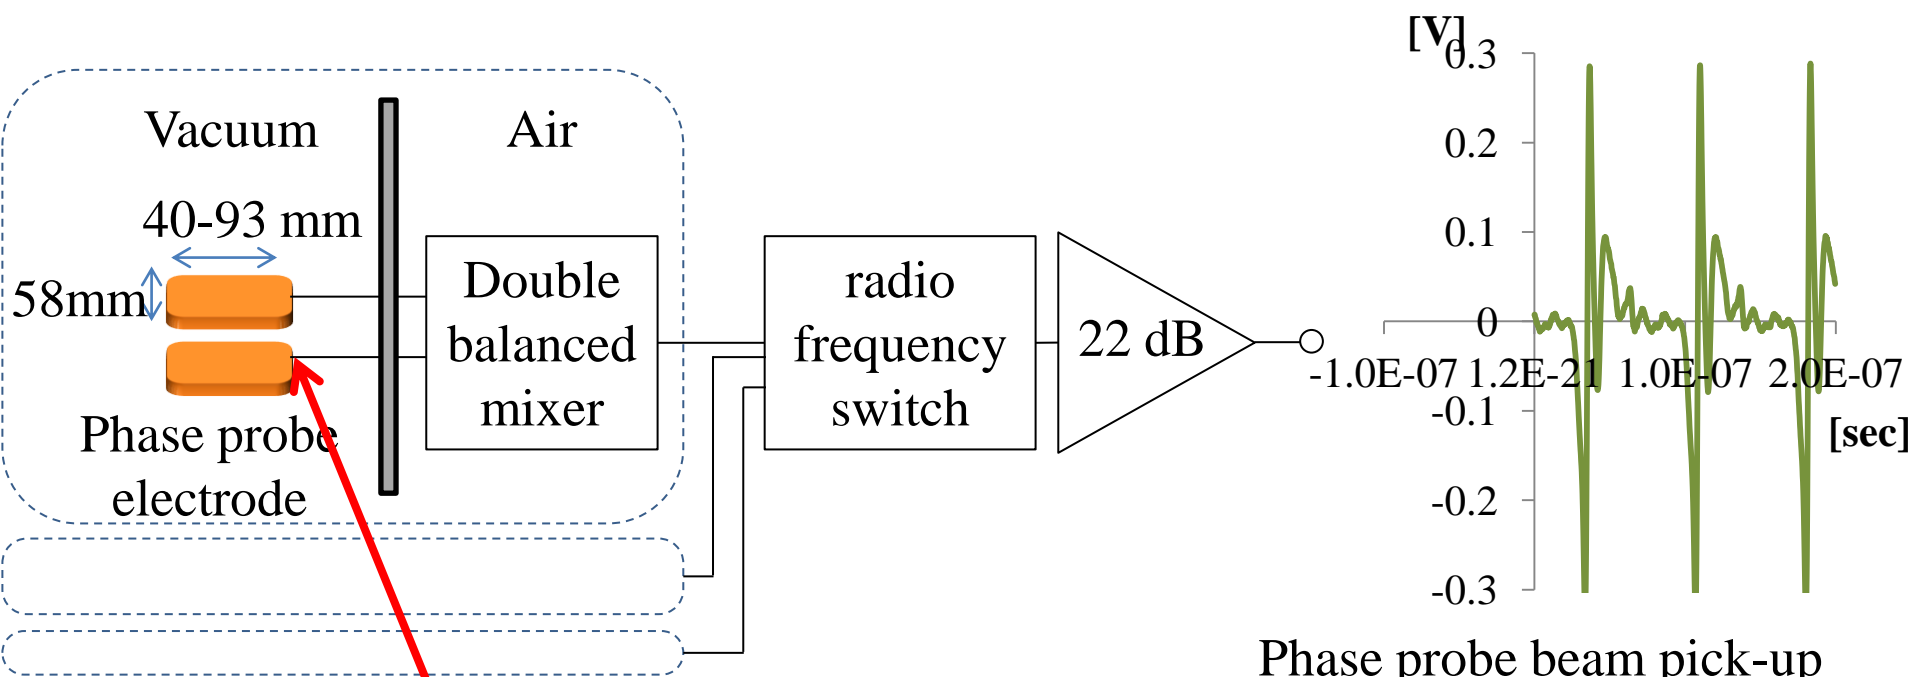 Vacuum
Air
40-93 mm
58mm
Phase probe
electrode
Double
balanced
mixer
radio
frequency
switch
22 dB
[V]
0.3
0.2
0.1
0
-0.1
-0.2
-0.3
-1.0E-07 1.2E-21 1.0E-07 2.0E-07
[sec]
Phase probe beam pick-up